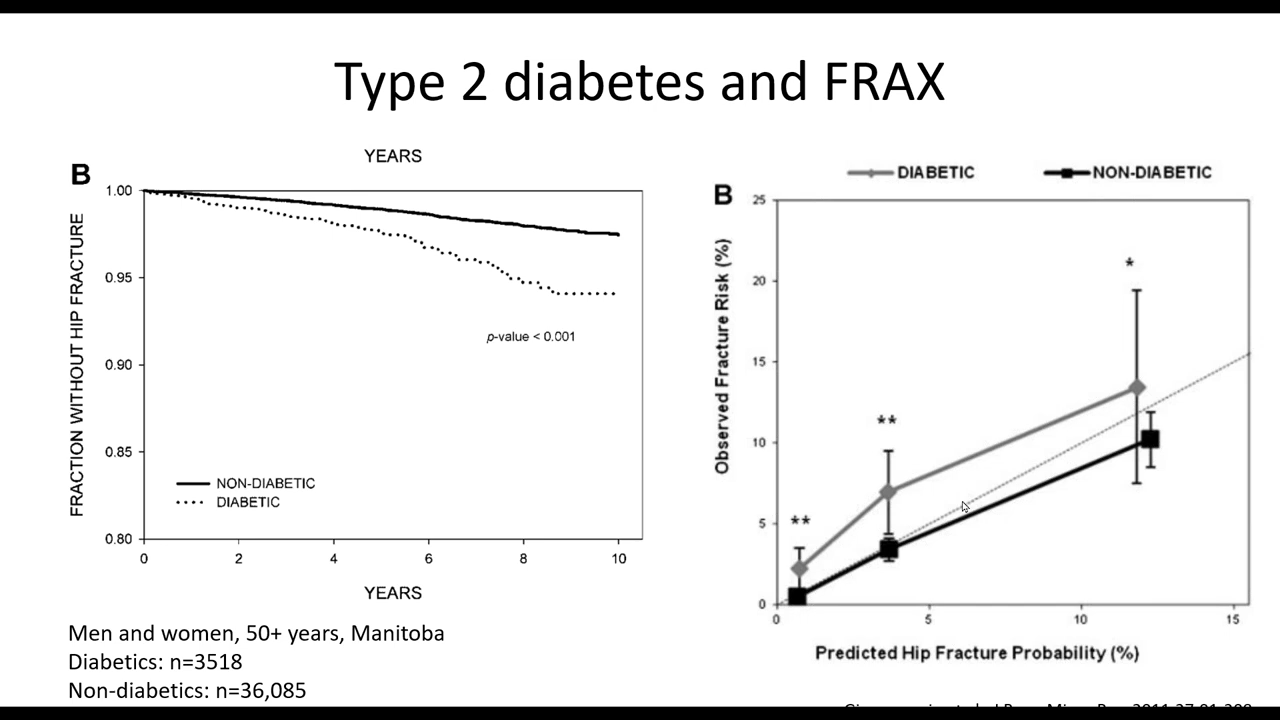 Type 2 diabetes and FRAX
YEARS
B
1.00
0.95
0.90
0.85
0.80
FRACTION WITHOUT HIP FRACTURE
p-value < 0.001
NON-DIABETIC
DIABETIC
0 2 4 6 8 10
YEARS
DIABETIC NON-DIABETIC
B
25
20
15
10
5
0
Observed Fracture Risk (%)
**
**
*
0 5 10 15
Predicted Hip Fracture Probability (%)
Men and women, 50+ years, Manitoba
Diabetics: n=3518
Non-diabetics: n=36,085